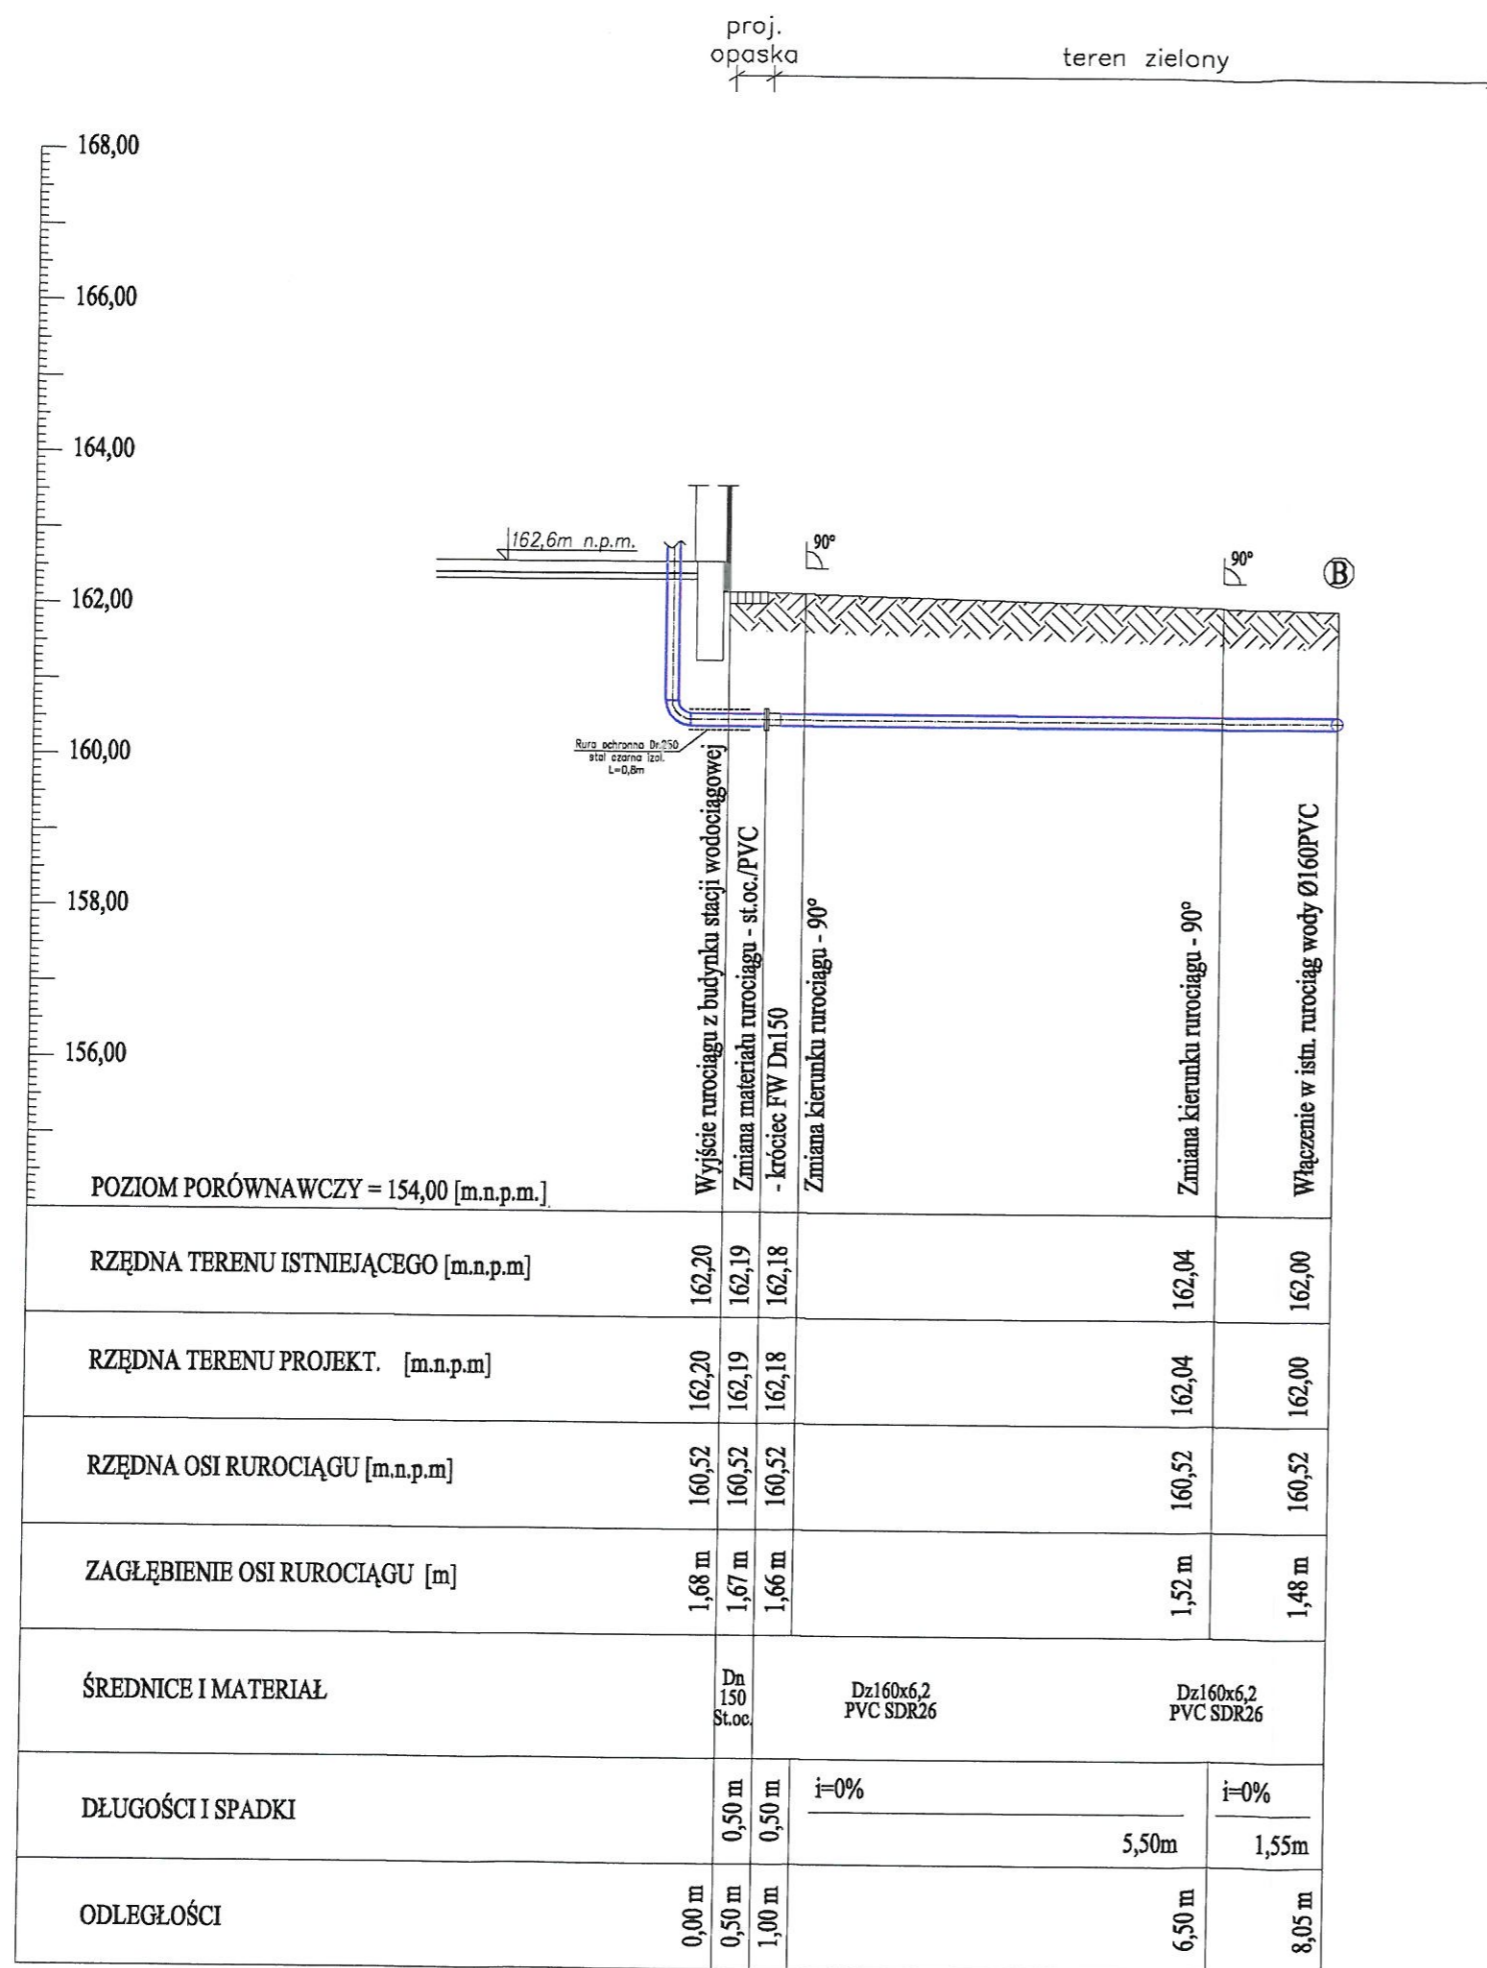 proj.
opaska
teren zielony
168,00
166,00
164,00
162,00
160,00
158,00
156,00
162,6m n.p.m.
90°
90°
B
Rura ochronna Dn250
stal czarna izol.
L=0,8m
Wyjście rurociągu z budynku stacji wodociągowej
Zmiana materiału rurociągu - st.oc./PVC
- króciec FW Dn150
Zmiana kierunku rurociągu - 90°
Zmiana kierunku rurociągu - 90°
Włączenie w istn. rurociąg wody Ø160PVC
POZIOM PORÓWNAWCZY = 154,00 [m.n.p.m.]
RZĘDNA TERENU ISTNIEJĄCEGO [m.n.p.m]
162,20
162,19
162,18
162,04
162,00
RZĘDNA TERENU PROJEKT. [m.n.p.m]
162,20
162,19
162,18
162,04
162,00
RZĘDNA OSI RUROCIĄGU [m.n.p.m]
160,52
160,52
160,52
160,52
160,52
ZAGŁĘBIENIE OSI RUROCIĄGU [m]
1,68 m
1,67 m
1,66 m
1,52 m
1,48 m
ŚREDNICE I MATERIAŁ
Dn
150
St.oc.
Dz160x6,2
PVC SDR26
Dz160x6,2
PVC SDR26
DŁUGOŚCI I SPADKI
0,50 m
0,50 m
i=0%
5,50m
i=0%
1,55m
ODLEGŁOŚCI
0,00 m
0,50 m
1,00 m
6,50 m
8,05 m